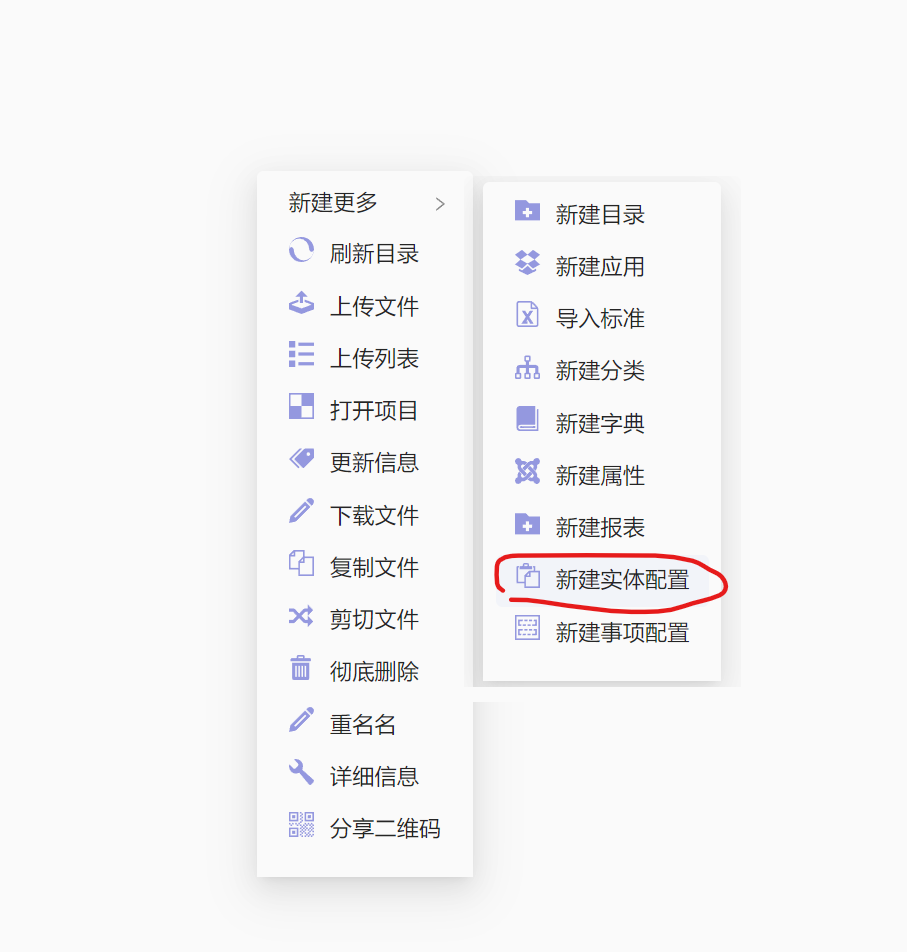 新建更多
刷新目录
上传文件
上传列表
打开项目
更新信息
下载文件
复制文件
剪切文件
彻底删除
重名名
详细信息
分享二维码
新建目录
新建应用
导入标准
新建分类
新建字典
新建属性
新建报表
新建实体配置
新建事项配置